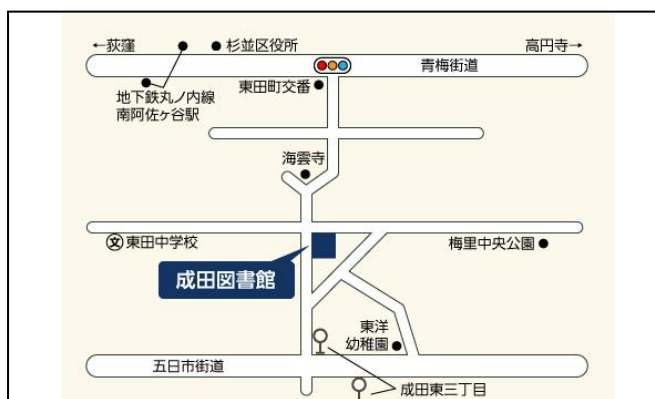 ←荻窪
杉並区役所
高円寺→
青梅街道
地下鉄丸ノ内線
南阿佐ヶ谷駅
東田町交番
海雲寺
文 東田中学校
梅里中央公園
成田図書館
東洋
幼稚園
五日市街道
成田東三丁目